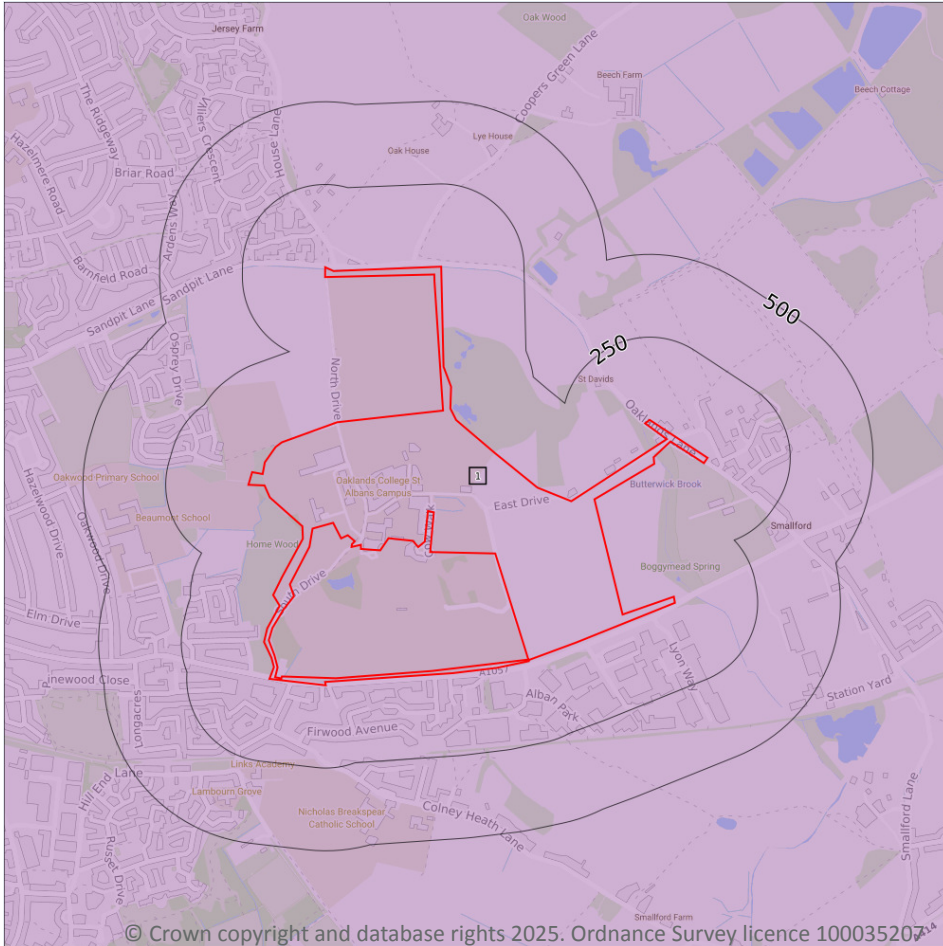 Oak Wood
Jersey Farm
Coopers Green Lane
Beech Farm
Beech Cottage
The Ridgeway
Villiers Crescent
House Lane
Lye House
Oak House
Hazelmere Road
Briar Road
Ardens Way
Barnfield Road
Sandpit Lane
Sandpit Lane
500
250
Osprey Drive
North Drive
St Davids
Oaklands Lane
Oakwood Primary School
Oaklands College St
Albans Campus
1
Butterwick Brook
East Drive
Hazelwood Drive
Oakwood Drive
Beaumont School
Smallford
Home Wood
Boggymead Spring
South Drive
Elm Drive
Lyon Way
Pinewood Close
A1057
Station Yard
Longacres
Alban Park
Firwood Avenue
Links Academy
Hill End Lane
Lambourn Grove
Colney Heath Lane
Nicholas Breakspear
Catholic School
Smallford Lane
Russet Drive
Smallford Farm
© Crown copyright and database rights 2025. Ordnance Survey licence 100035207